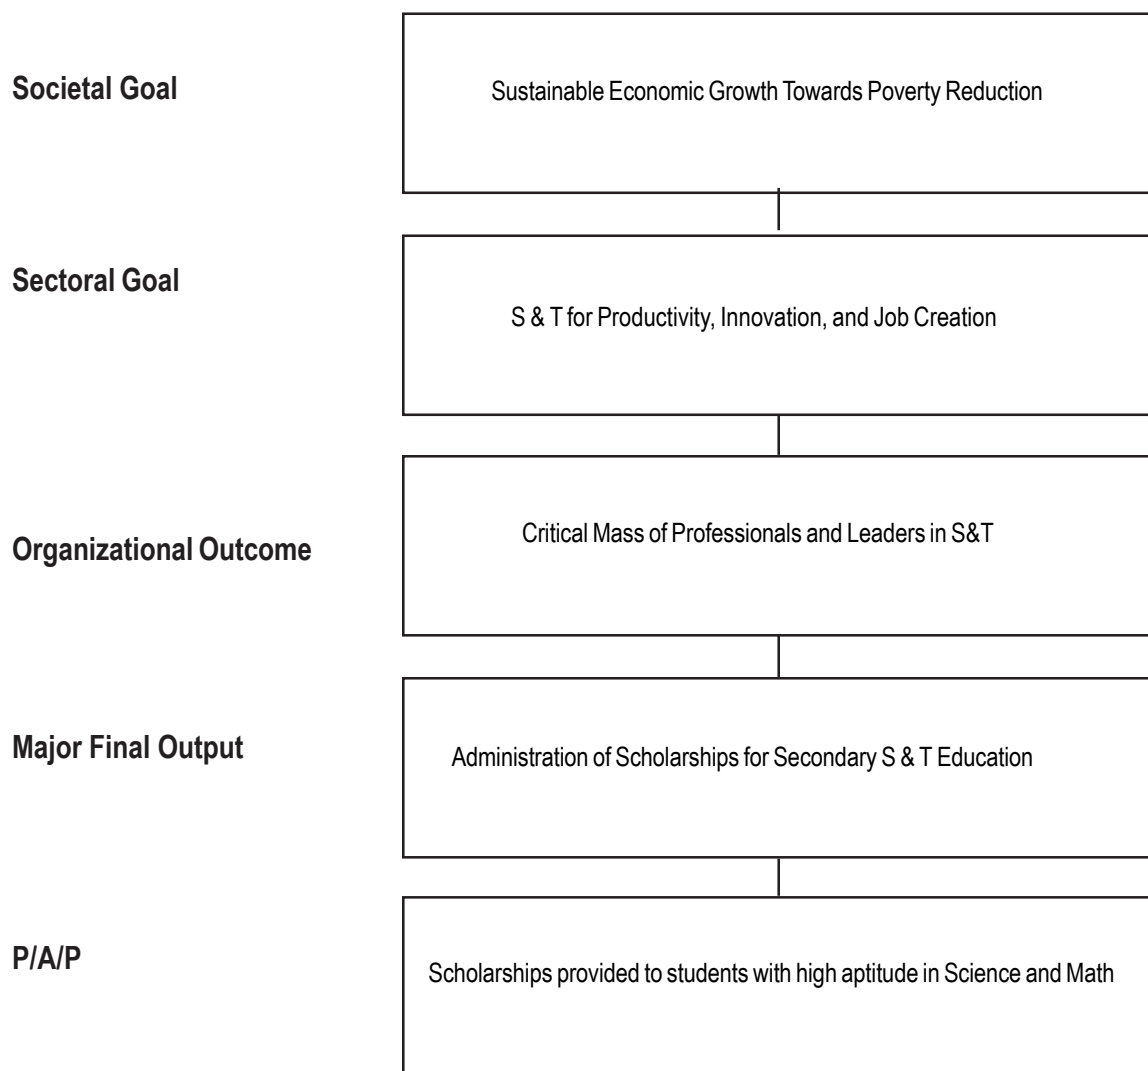 Societal Goal
Sustainable Economic Growth Towards Poverty Reduction
Sectoral Goal
S & T for Productivity, Innovation, and Job Creation
Organizational Outcome
Critical Mass of Professionals and Leaders in S&T
Major Final Output
Administration of Scholarships for Secondary S & T Education
P/A/P
Scholarships provided to students with high aptitude in Science and Math